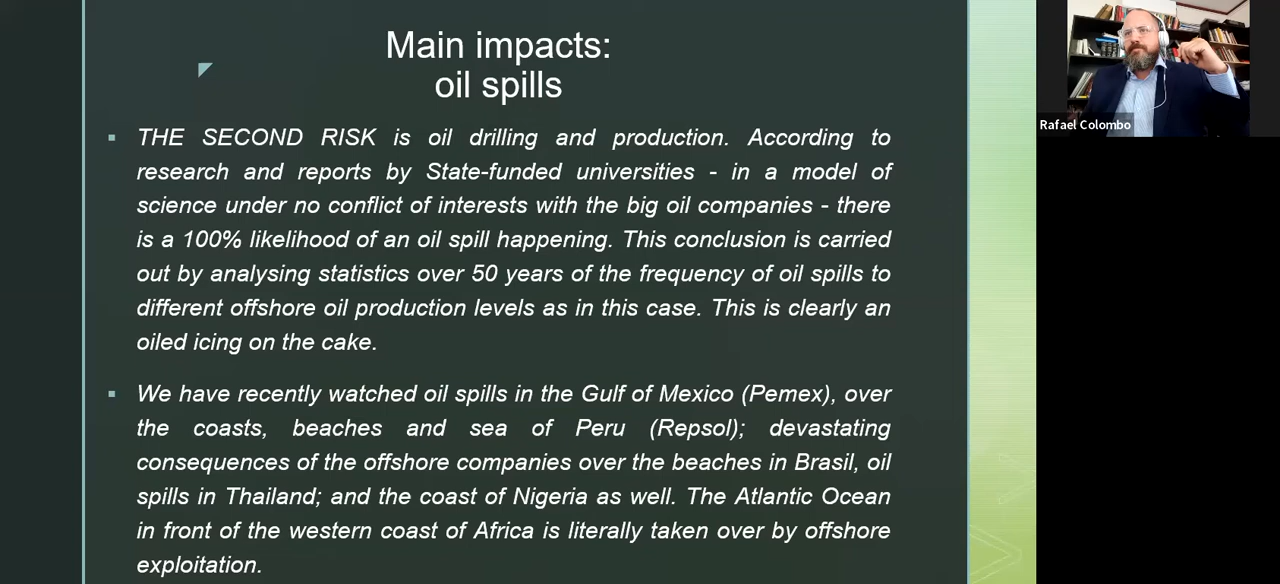 Main impacts:
oil spills
THE SECOND RISK is oil drilling and production. According to
research and reports by State-funded universities - in a model of
science under no conflict of interests with the big oil companies - there
is a 100% likelihood of an oil spill happening. This conclusion is carried
out by analysing statistics over 50 years of the frequency of oil spills to
different offshore oil production levels as in this case. This is clearly an
oiled icing on the cake.
We have recently watched oil spills in the Gulf of Mexico (Pemex), over
the coasts, beaches and sea of Peru (Repsol); devastating
consequences of the offshore companies over the beaches in Brasil, oil
spills in Thailand; and the coast of Nigeria as well. The Atlantic Ocean
in front of the western coast of Africa is literally taken over by offshore
exploitation.
Rafael Colombo